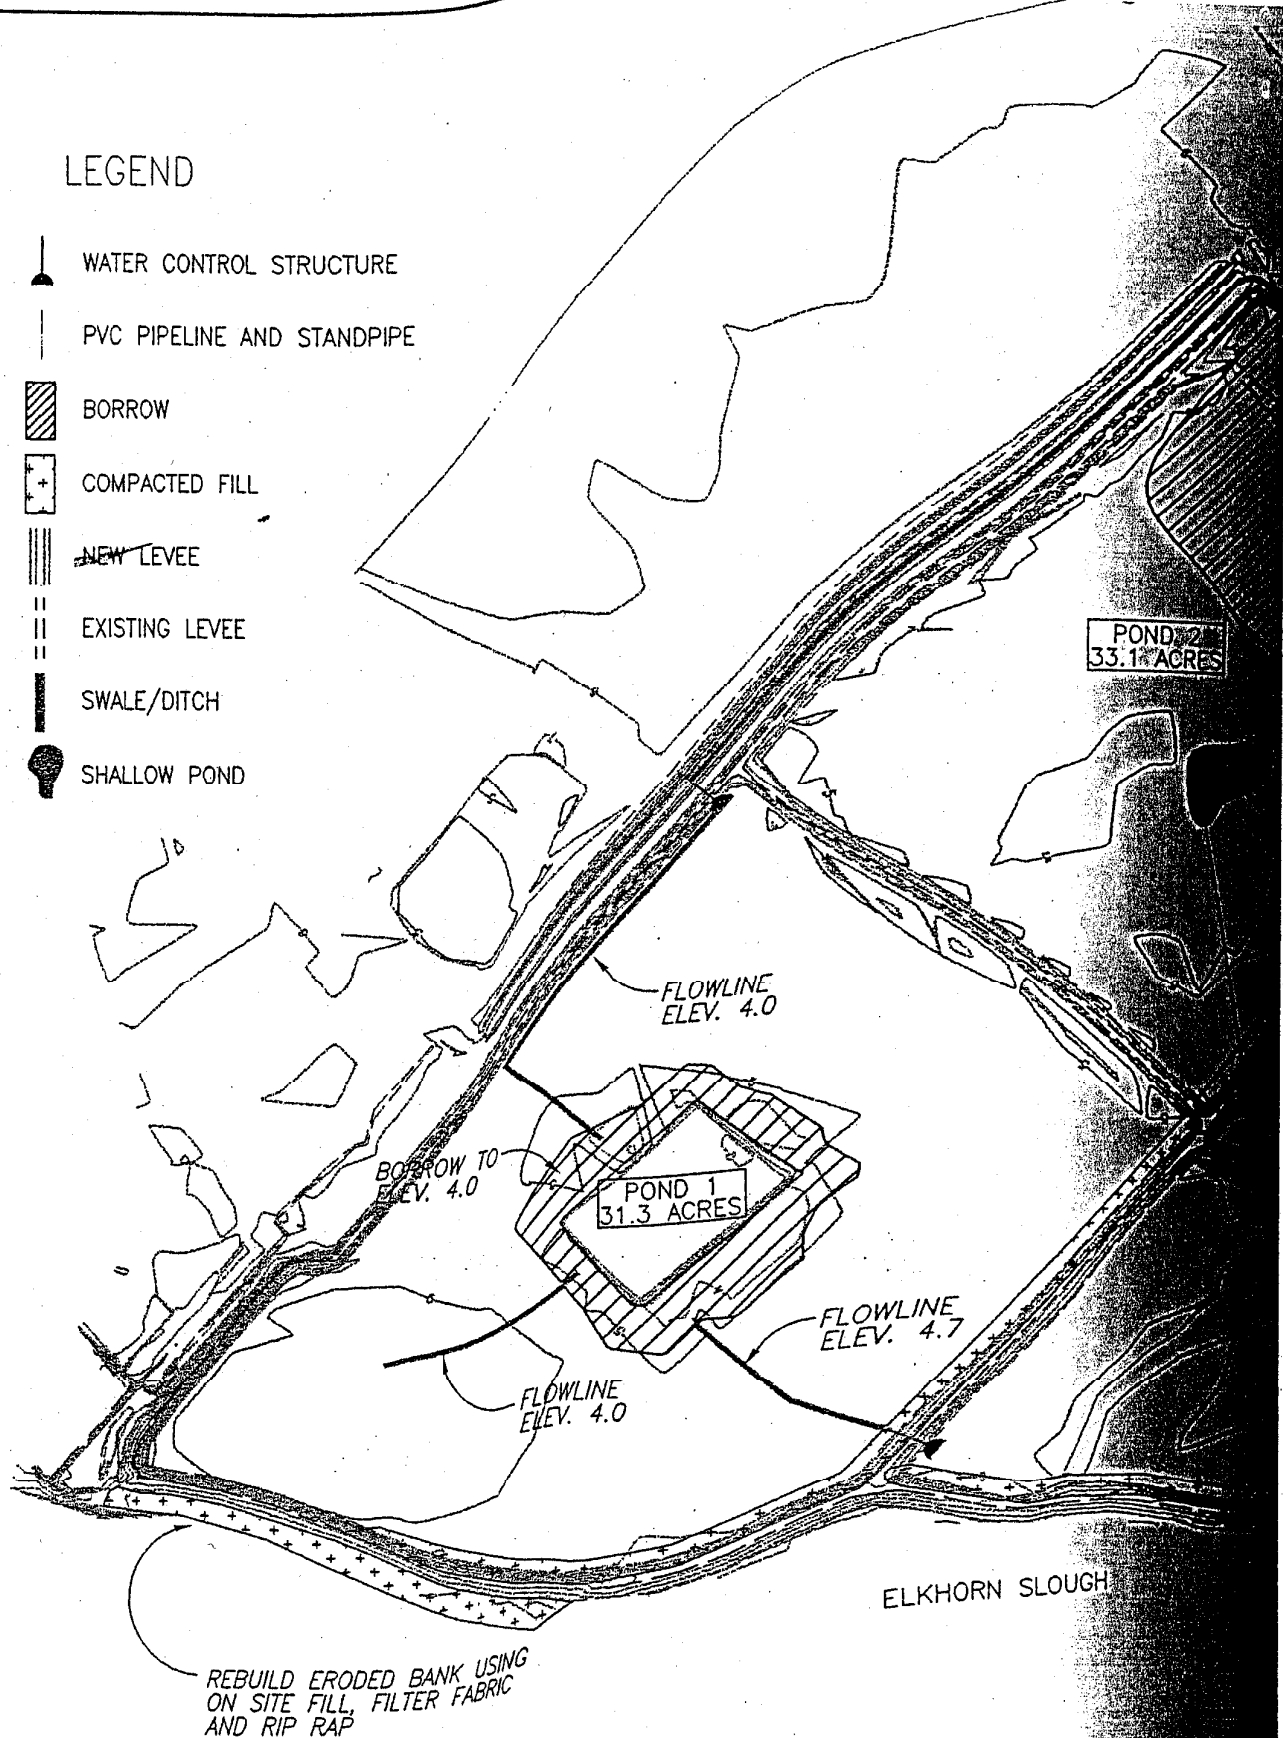 LEGEND
WATER CONTROL STRUCTURE
PVC PIPELINE AND STANDPIPE
BORROW
COMPACTED FILL
NEW LEVEE
EXISTING LEVEE
SWALE/DITCH
SHALLOW POND
POND 2
33.1 ACRES
FLOWLINE
ELEV. 4.0
BORROW TO
ELEV. 4.0
POND 1
31.3 ACRES
FLOWLINE
ELEV. 4.7
FLOWLINE
ELEV. 4.0
ELKHORN SLOUGH
REBUILD ERODED BANK USING
ON SITE FILL, FILTER FABRIC
AND RIP RAP